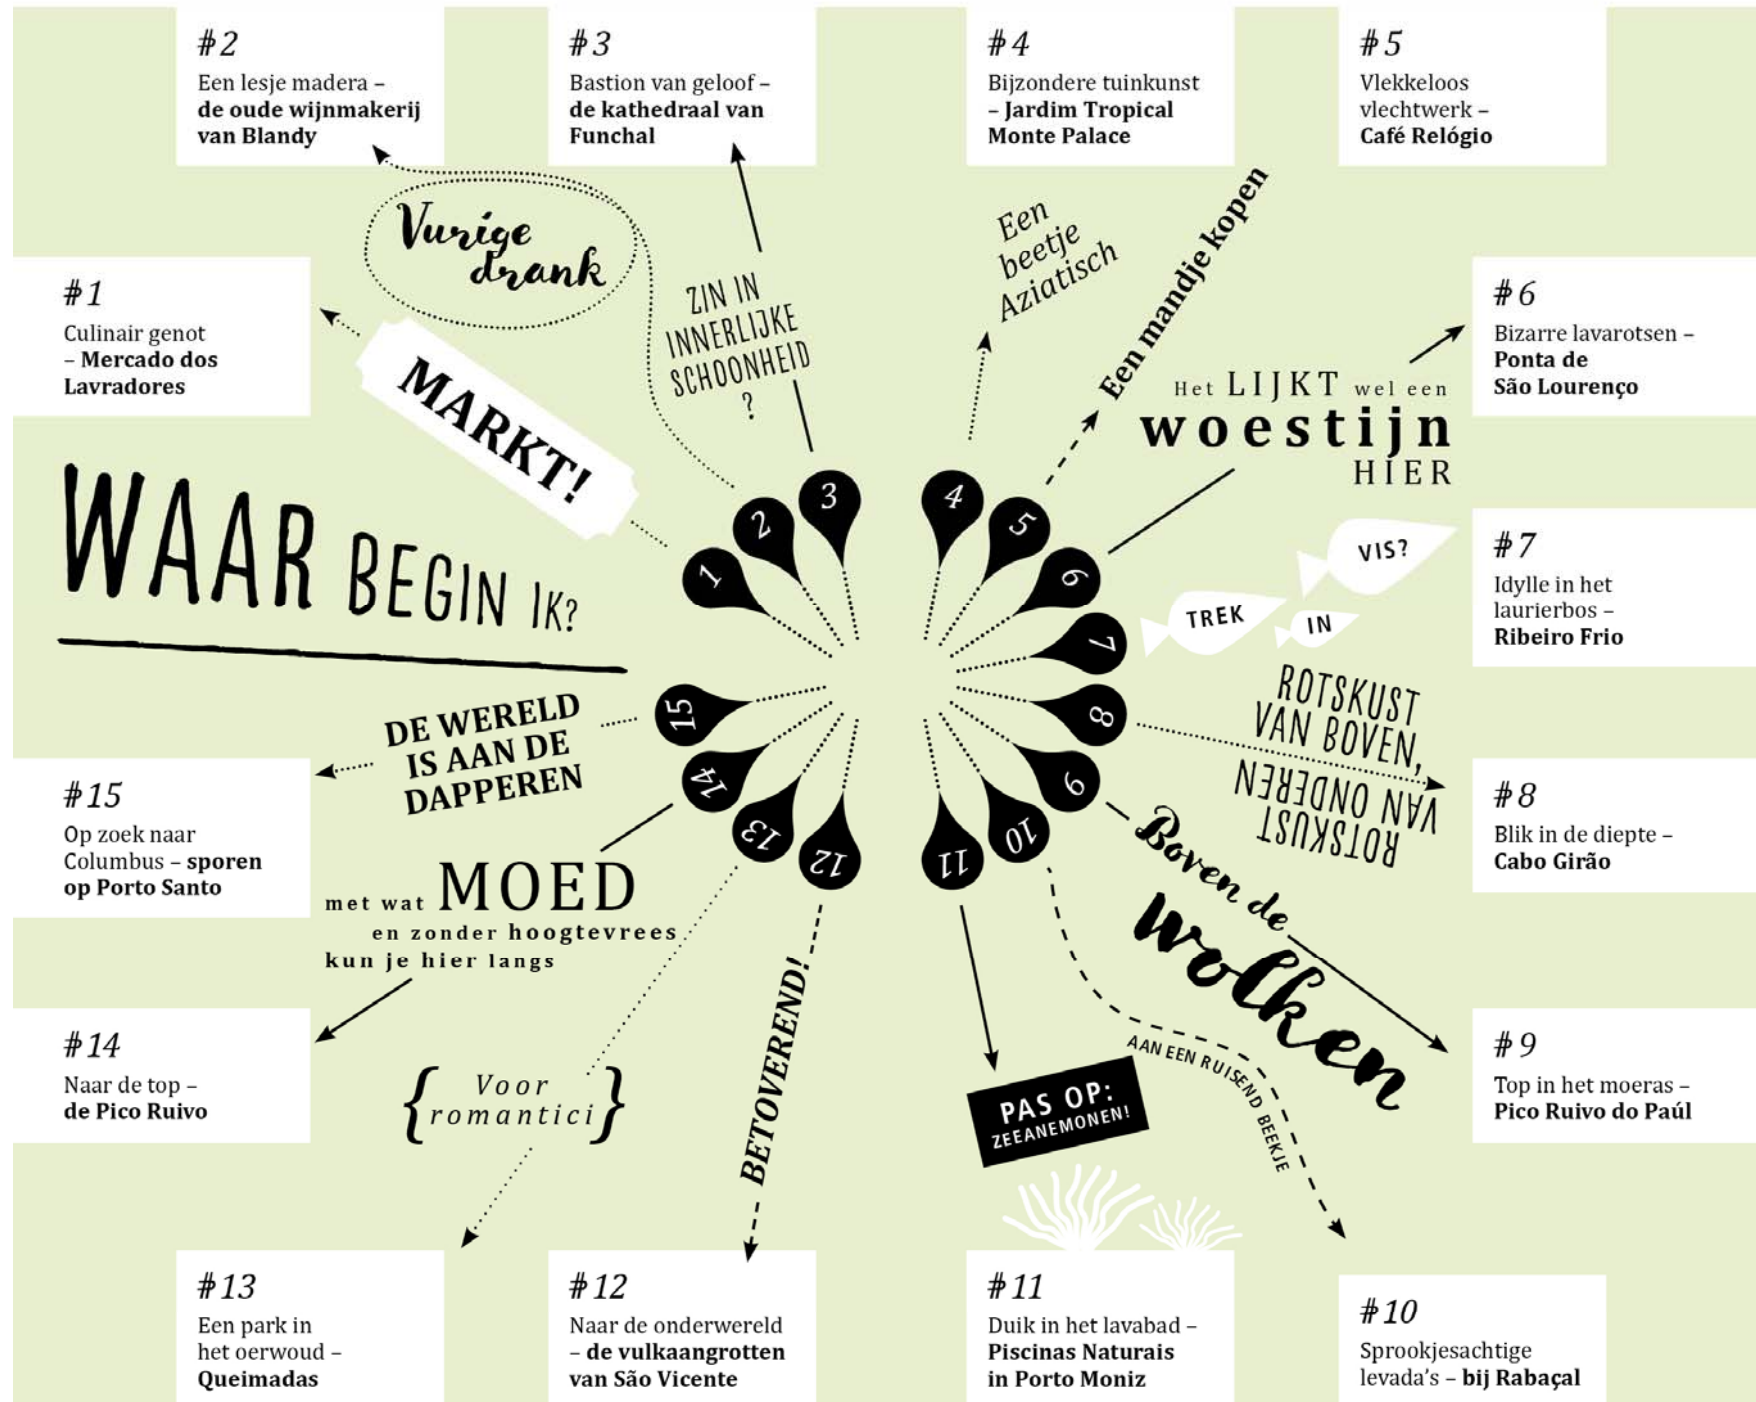 #2
Een lesje madera –
de oude wijnmakerij
van Blandy
#3
Bastion van geloof –
de kathedraal van
Funchal
#4
Bijzondere tuinkunst
– Jardim Tropical
Monte Palace
#5
Vlekkeloos
vlechtwerk –
Café Relógio
#1
Culinair genot
– Mercado dos
Lavradores
Vurige
drank
ZIN IN
INNERLIJKE
SCHOONHEID
?
Een
beetje
Aziatisch
Een mandje kopen
#6
Bizarre lavarotsen –
Ponta de
São Lourenço
MARKT!
Het LIJKT wel een
woestijn
HIER
WAAR BEGIN IK?
1
2
3
4
5
6
7
8
9
10
11
12
13
14
15
VIS?
TREK
IN
#7
Idylle in het
laurierbos –
Ribeiro Frio
ROTSKUST
VAN BOVEN,
ROTSKUST
VAN ONDEREN
#8
Blik in de diepte –
Cabo Girão
DE WERELD
IS AAN DE
DAPPEREN
#15
Op zoek naar
Columbus – sporen
op Porto Santo
met wat MOED
en zonder hoogtevrees
kun je hier langs
Boven de
wolken
#14
Naar de top –
de Pico Ruivo
#9
Top in het moeras –
Pico Ruivo do Paúl
{ Voor
romantici }
BETOVEREND!
PAS OP:
ZEEANEMONEN!
AAN EEN RUISEND BEEKJE
#13
Een park in
het oerwoud –
Queimadas
#12
Naar de onderwereld
– de vulkaangrotten
van São Vicente
#11
Duik in het lavabad –
Piscinas Naturais
in Porto Moniz
#10
Sprookjesachtige
levada's – bij Rabaçal